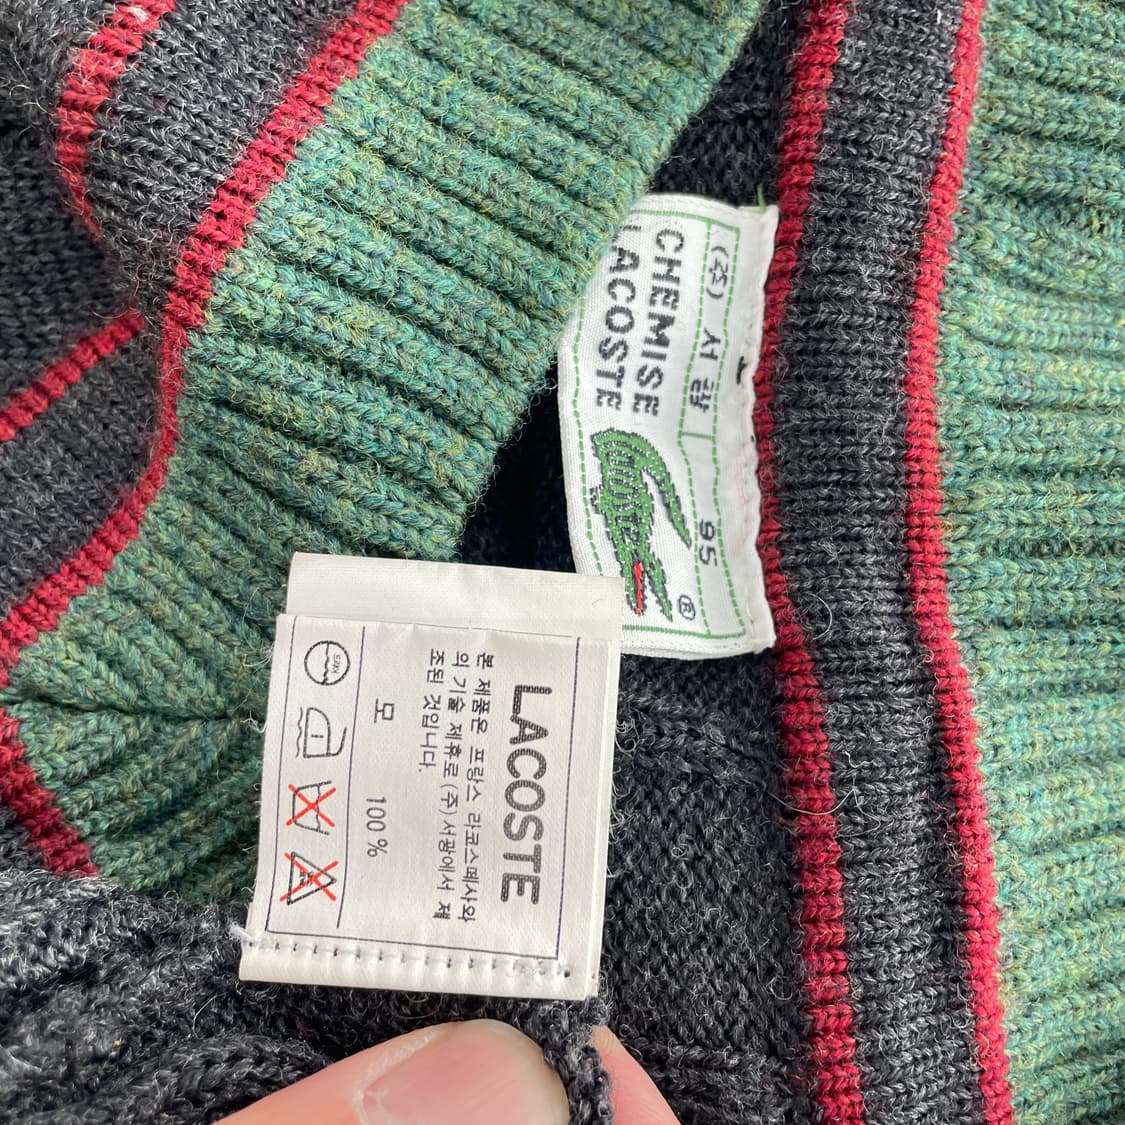 (주) 서광
95
CHEMISE
LACOSTE
®
LACOSTE
본 제품은 프랑스 라코스떼사와
의 기술 제휴로 (주) 서광에서 제
조된 것입니다.
모 100 %